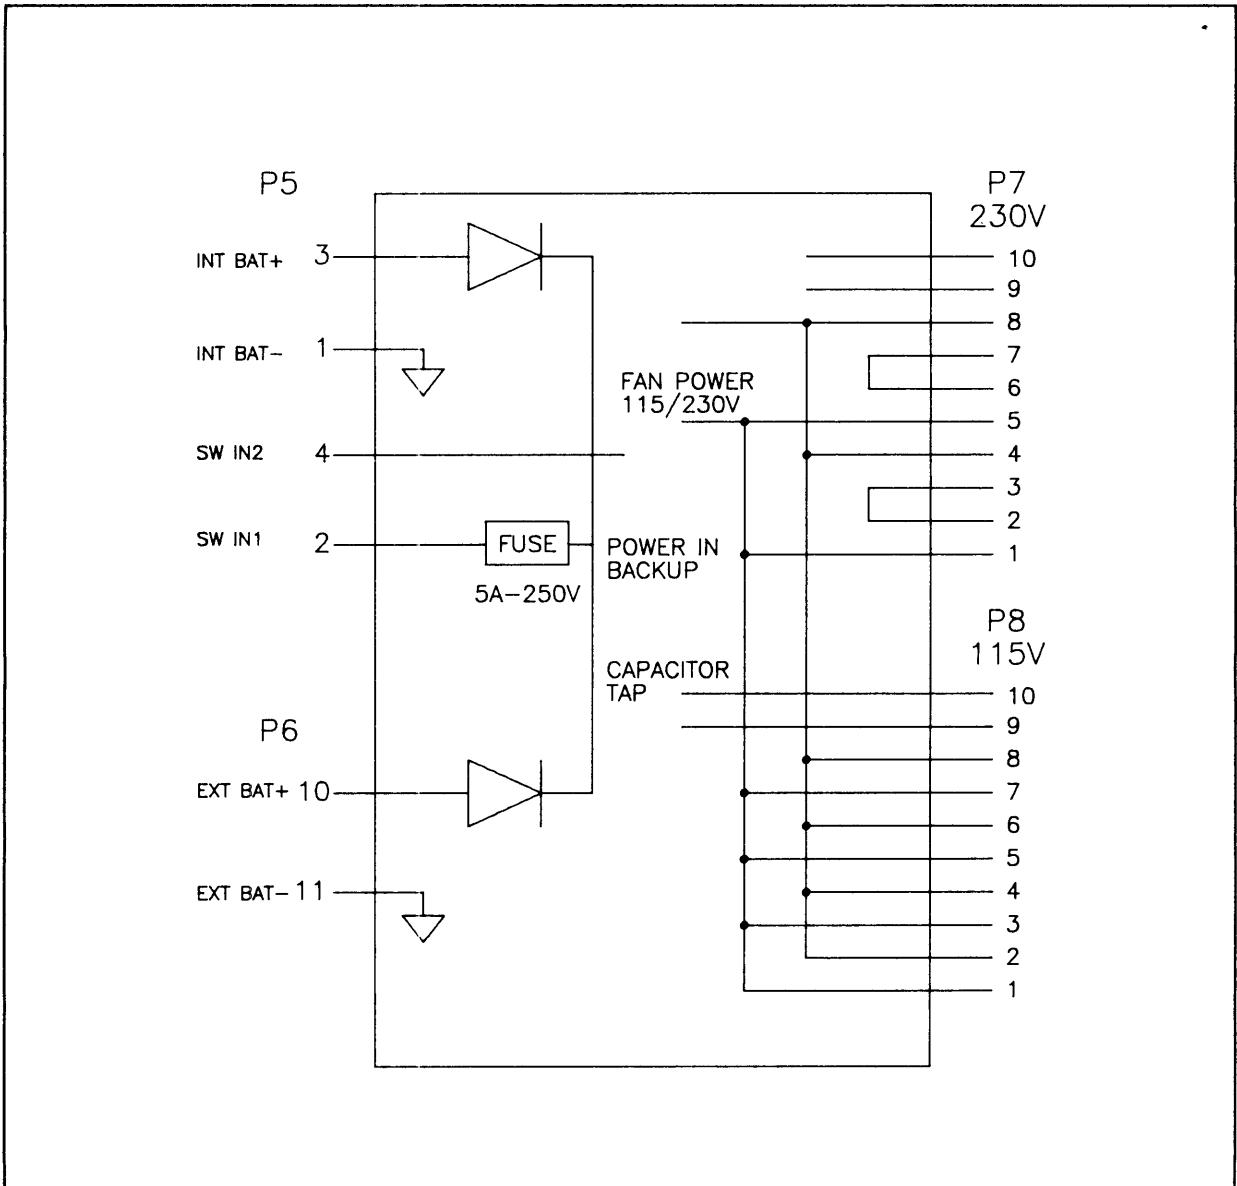 P5
INT BAT+ 3
INT BAT- 1
SW IN2 4
SW IN1 2
FUSE
5A-250V
P6
EXT BAT+ 10
EXT BAT- 11
FAN POWER
115/230V
POWER IN
BACKUP
CAPACITOR
TAP
P7
230V
10
9
8
7
6
5
4
3
2
1
P8
115V
10
9
8
7
6
5
4
3
2
1